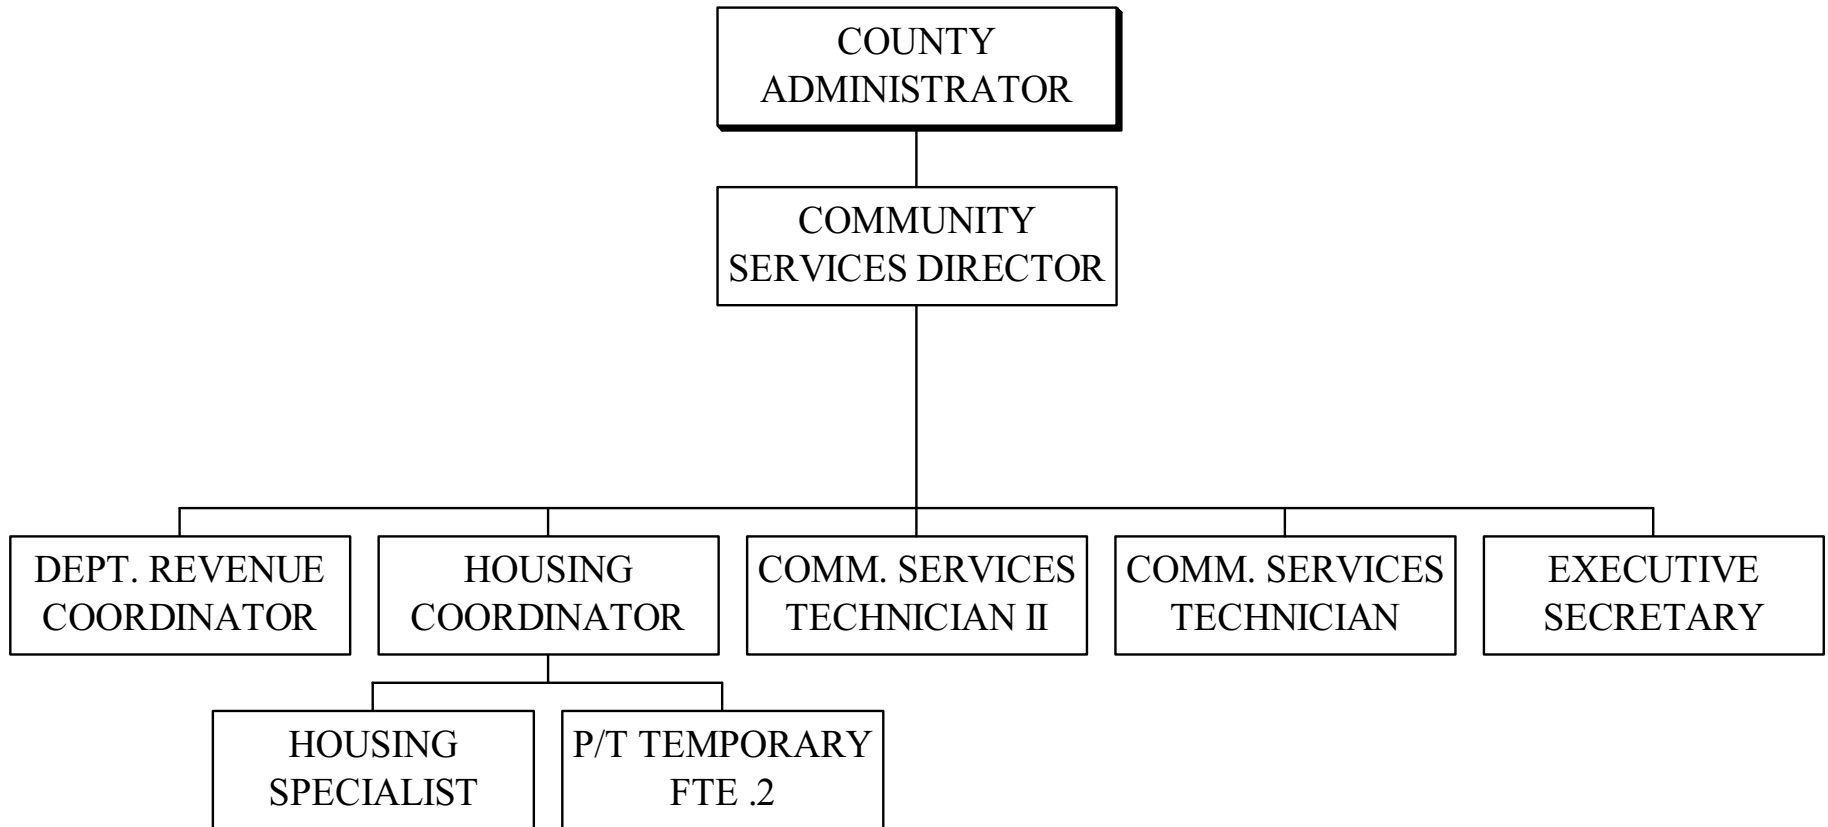 COUNTY
ADMINISTRATOR
COMMUNITY
SERVICES DIRECTOR
DEPT. REVENUE
COORDINATOR
HOUSING
COORDINATOR
COMM. SERVICES
TECHNICIAN II
COMM. SERVICES
TECHNICIAN
EXECUTIVE
SECRETARY
HOUSING
SPECIALIST
P/T TEMPORARY
FTE .2